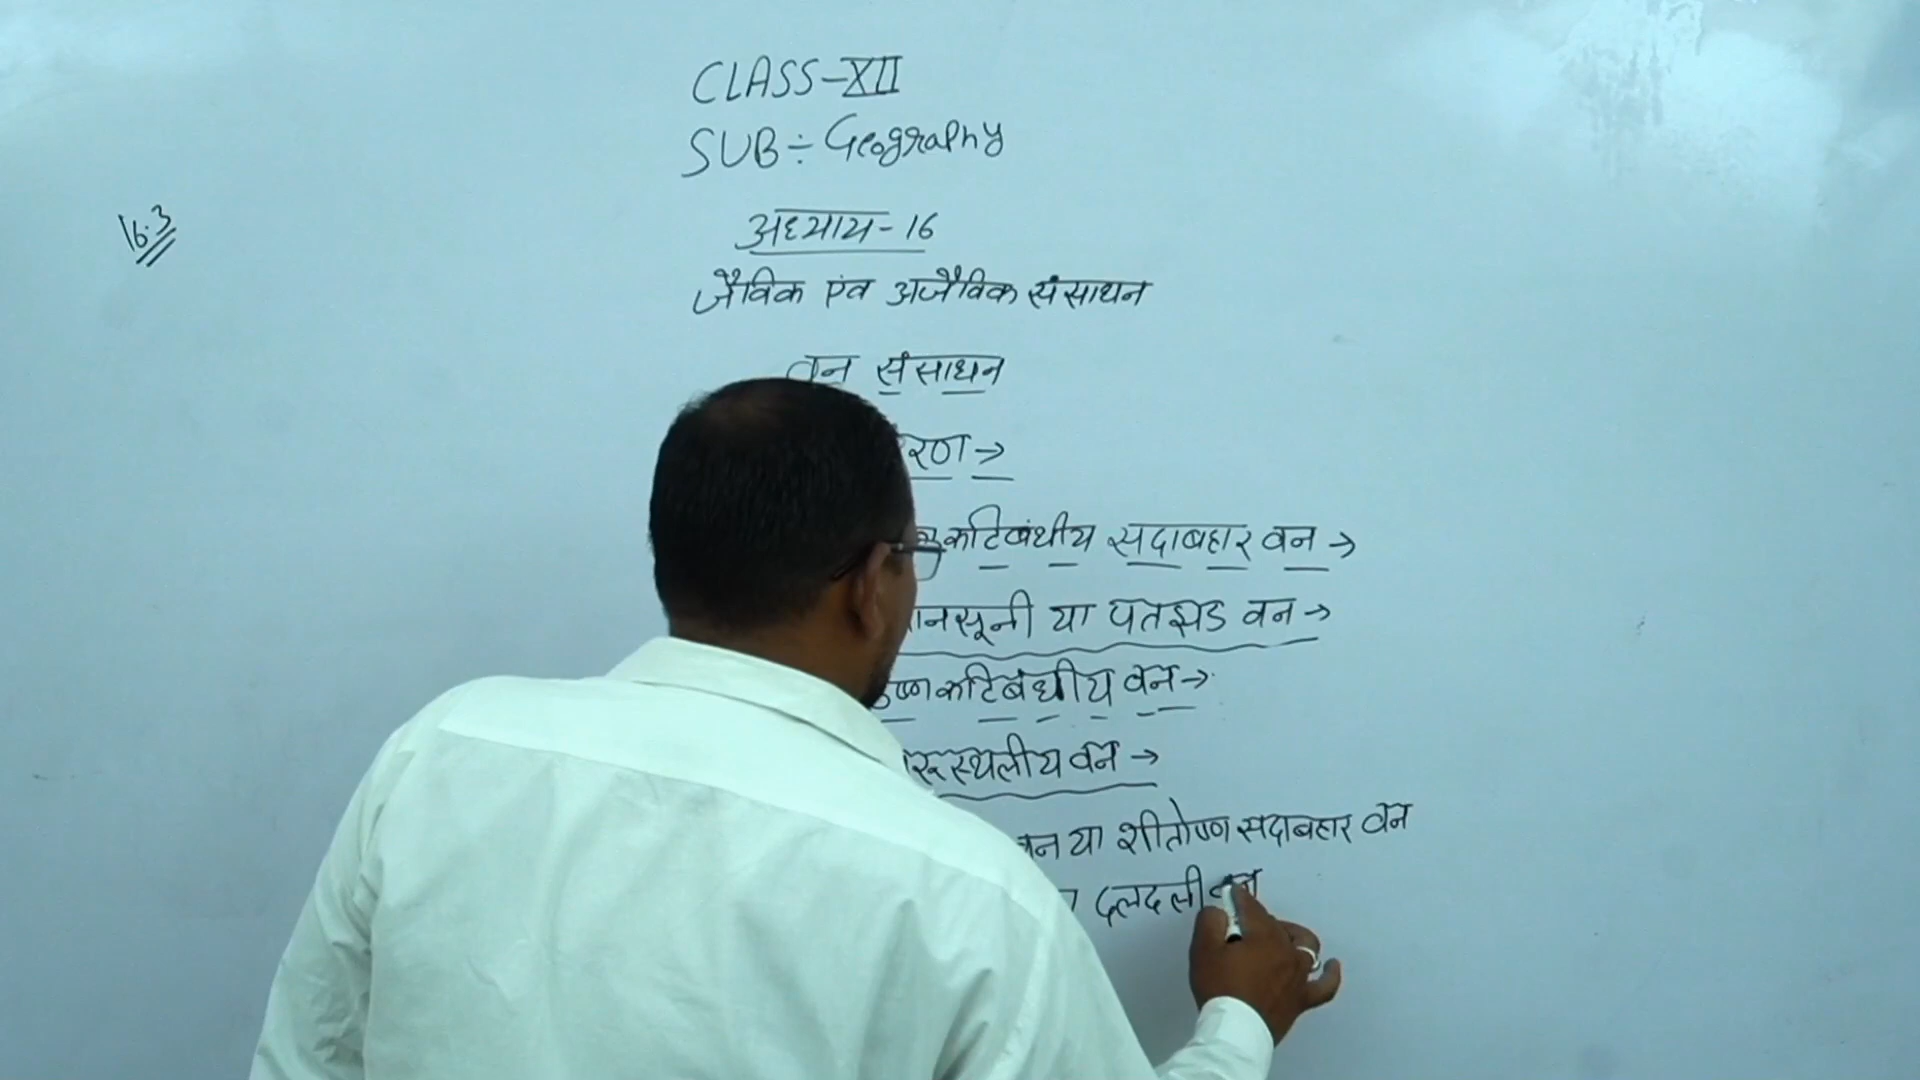 CLASS-XII
SUB÷Geography
16.3
अध्याय-16
जैविक एंव अजैविक संसाधन
वन संसाधन
रण→
कटिबंधीय सदाबहार वन→
नसूनी या पतझड वन→
ष्ण कटिबंधीय वन→
रूस्थलीय वन→
वन या शीतोष्ण सदाबहार वन
दलदली वन